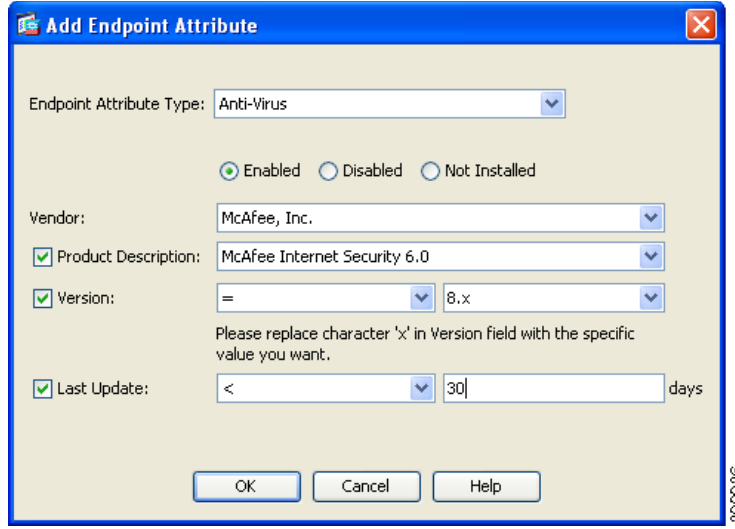 Add Endpoint Attribute
Endpoint Attribute Type: Anti-Virus
Enabled Disabled Not Installed
Vendor: McAfee, Inc.
Product Description: McAfee Internet Security 6.0
Version: = 8.x
Please replace character 'x' in Version field with the specific
value you want.
Last Update: < 30 days
OK Cancel Help